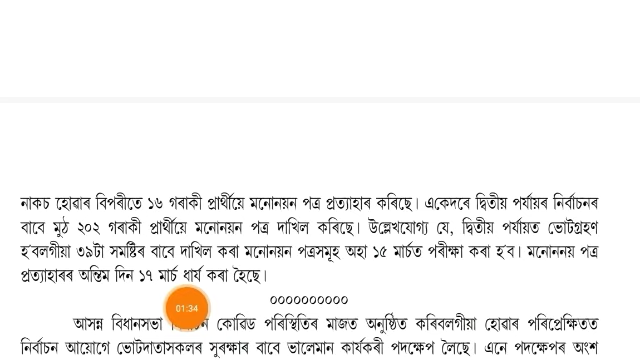 নাকচ হোৱাৰ বিপৰীতে ১৬ গৰাকী প্ৰাৰ্থীয়ে মনোনয়ন পত্ৰ প্ৰত্যাহাৰ কৰিছে। একেদৰে দ্বিতীয় পৰ্যায়ৰ নিৰ্বাচনৰ
বাবে মুঠ ২০২ গৰাকী প্ৰাৰ্থীয়ে মনোনয়ন পত্ৰ দাখিল কৰিছে। উল্লেখযোগ্য যে, দ্বিতীয় পৰ্যায়ত ভোটগ্ৰহণ
হ'বলগীয়া ৩৯টা সমষ্টিৰ বাবে দাখিল কৰা মনোনয়ন পত্ৰসমূহ অহা ১৫ মাৰ্চত পৰীক্ষা কৰা হ'ব। মনোনয় পত্ৰ
প্ৰত্যাহাৰৰ অন্তিম দিন ১৭ মাৰ্চ ধাৰ্য কৰা হৈছে।
oooooooooo
01:34
আসন্ন বিধানসভা কোৱিড পৰিস্থিতিৰ মাজত অনুষ্ঠিত কৰিবলগীয়া হোৱাৰ পৰিপ্ৰেক্ষিতত
নিৰ্বাচন আয়োগে ভোটদাতাসকলৰ সুৰক্ষাৰ বাবে ভালেমান কাৰ্যকৰী পদক্ষেপ লৈছে। এনে পদক্ষেপৰ অংশ